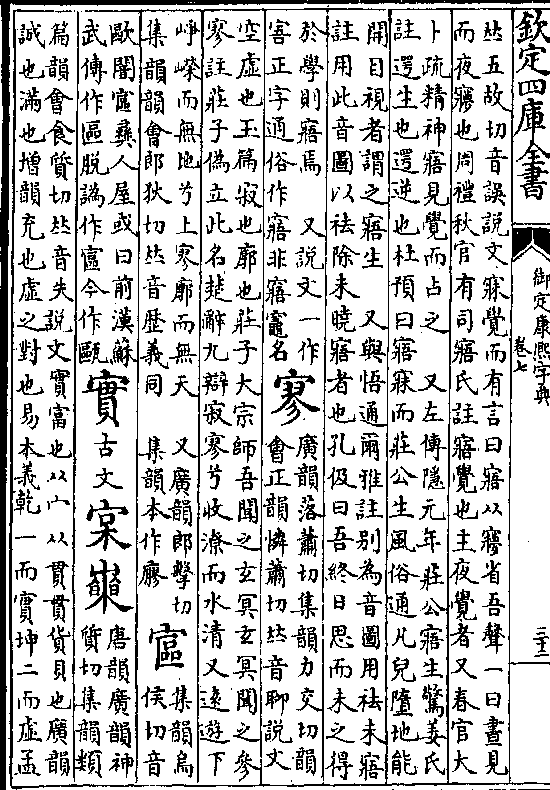 欽定四庫全書
御定康熙字典
卷七
三十三
𠀤五故切音誤說文寐覺而有言曰寤从㝱省吾聲一曰晝見
而夜㝱也周禮秋官有司寤氏註寤覺也主夜覺者又春官大
卜疏精神寤見覺而占之　又左傳隱元年莊公寤生驚姜氏
註遻生也遻逆也杜預曰寤寐而莊公生風俗通凡兒墮地能
開目視者謂之寤生　又與悟通爾雅註別為音圖用祛未寤
註用此音圖以祛除未曉寤者也孔伋曰吾終日思而未之得
於學則寤焉　又說文一作
害正字通俗作寤非寤竈名
寥
廣韻落蕭切集韻力交切韻
會正韻憐蕭切𠀤音聊說文
空虛也玉篇寂也廓也莊子大宗師吾聞之玄冥玄冥聞之參
寥註莊子偽立此名楚辭九辯寂寥兮收潦而水清又遠遊下
崢嶸而無地兮上寥廓而無天　又廣韻郎擊切
集韻韻會郎狄切𠀤音歷義同　集韻本作廫
集韻烏
侯切音
歐闇彝人屋或曰前漢蘇
武傳作區脫譌作今作甌
實
古文
唐韻廣韻神
質切集韻類
篇韻會食質切𠀤音失說文實富也从宀从貫貫貨貝也廣韻
誠也滿也增韻充也虛之對也易本義乾一而實坤二而虛孟